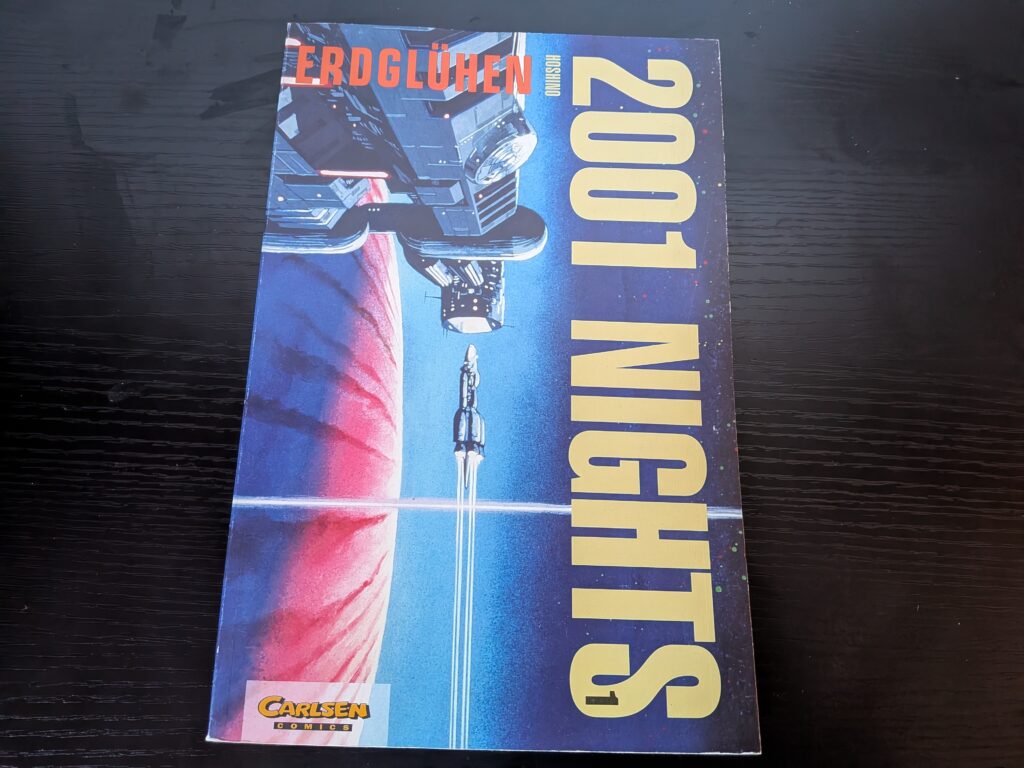 ERDGLÜHEN
HOSHINO
2001 NIGHTS
1
CARLSEN
COMICS